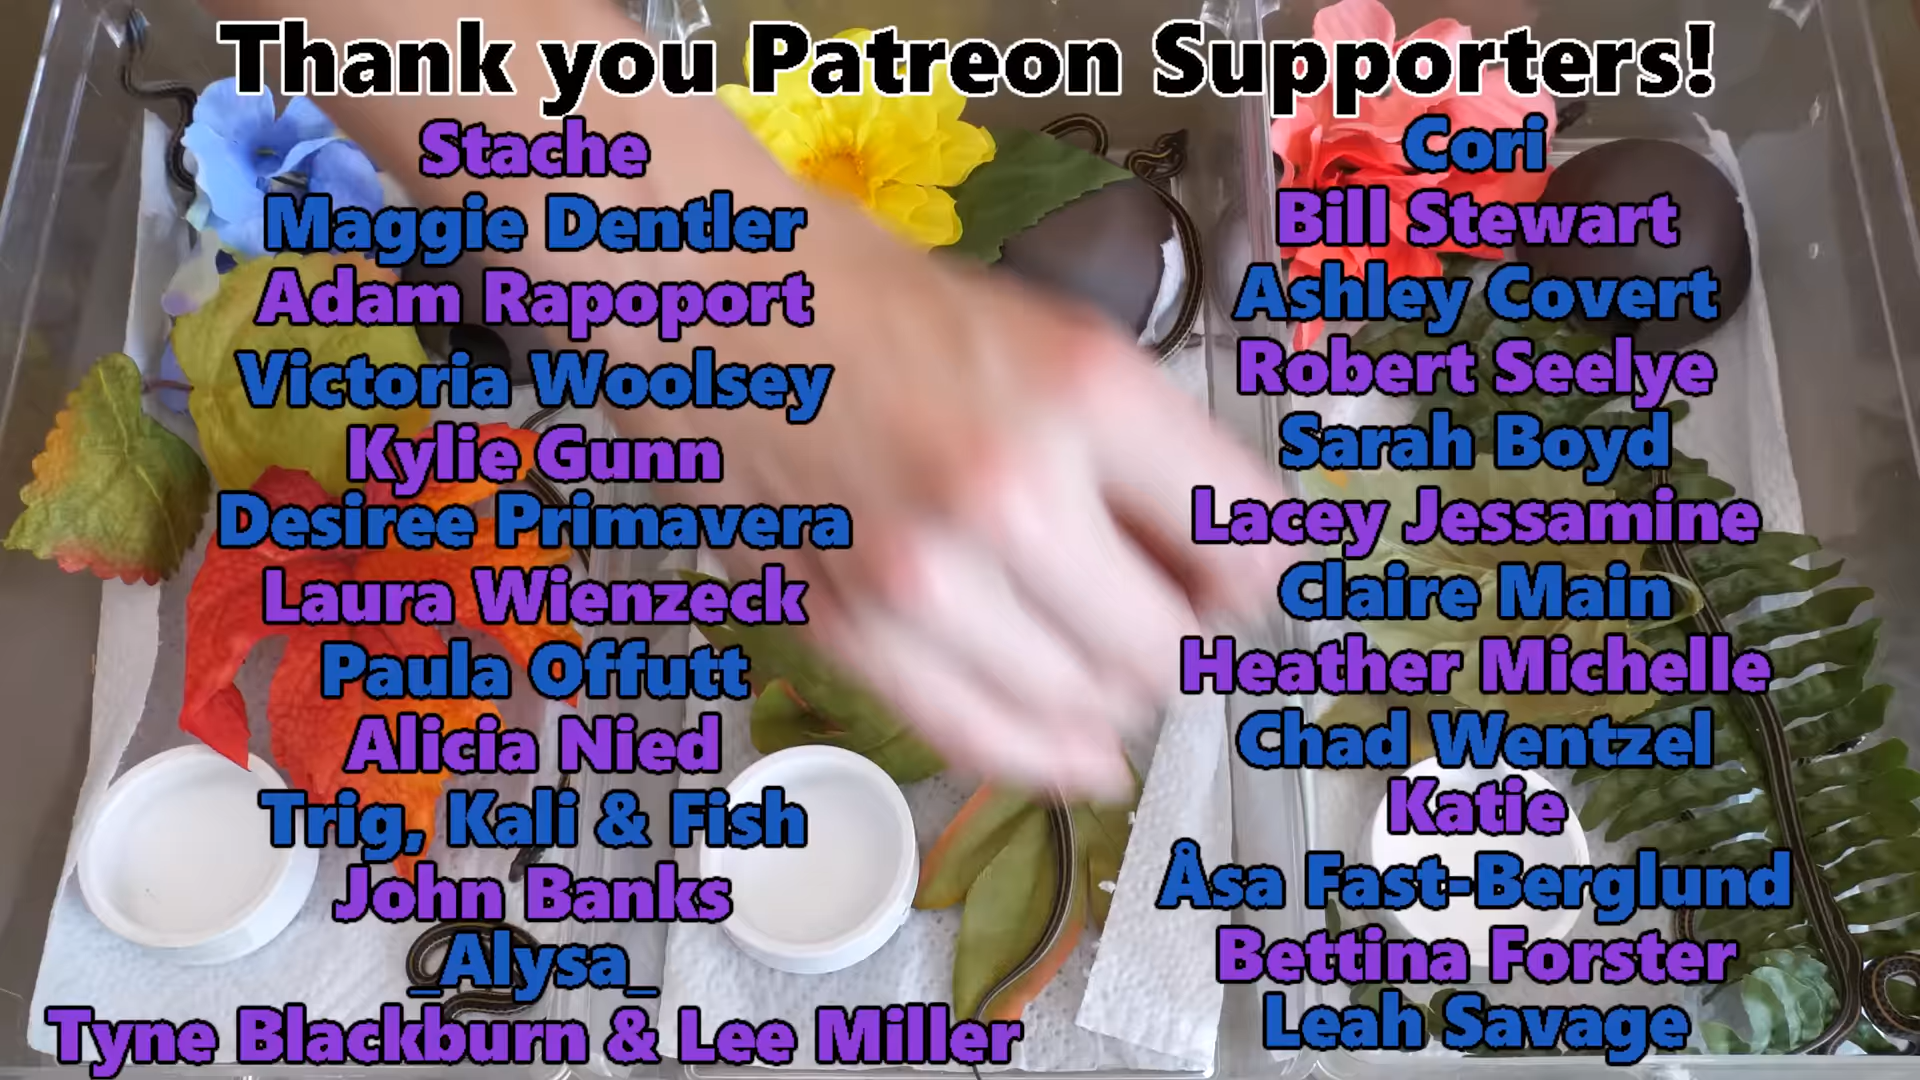 Thank you Patreon Supporters!
Stache
Maggie Dentler
Adam Rapoport
Victoria Woolsey
Kylie Gunn
Desiree Primavera
Laura Wienzeck
Paula Offutt
Alicia Nied
Trig, Kali & Fish
John Banks
_Alysa_
Tyne Blackburn & Lee Miller
Cori
Bill Stewart
Ashley Covert
Robert Seelye
Sarah Boyd
Lacey Jessamine
Claire Main
Heather Michelle
Chad Wentzel
Katie
Åsa Fast-Berglund
Bettina Forster
Leah Savage